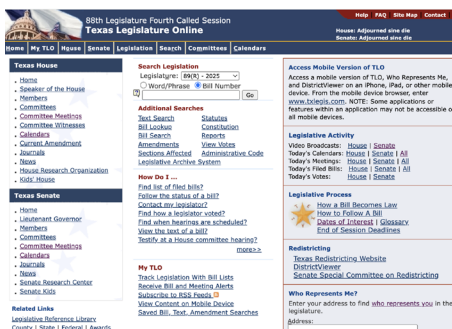 Help FAQ Site Map Contact
88th Legislature Fourth Called Session
Texas Legislature Online
House: Adjourned sine die
Senate: Adjourned sine die
Home My TLO House Senate Legislation Search Committees Calendars
Texas House
Home
Speaker of the House
Members
Committees
Committee Meetings
Committee Witnesses
Calendars
Current Amendment
Journals
News
House Research Organization
Kids' House
Texas Senate
Home
Lieutenant Governor
Members
Committees
Committee Meetings
Calendars
Journals
News
Senate Research Center
Senate Kids
Related Links
Legislative Reference Library
County | State | Federal | Awards
Search Legislation
Legislature: 89(R) - 2025
Word/Phrase Bill Number
Go
Additional Searches
Text Search Statutes
Bill Lookup Constitution
Bill Search Reports
Amendments View Votes
Sections Affected Administrative Code
Legislative Archive System
How Do I ...
Find list of filed bills?
Follow the status of a bill?
Contact my legislator?
Find how a legislator voted?
Find when hearings are scheduled?
View the text of a bill?
Testify at a House committee hearing?
more>>
My TLO
Track Legislation With Bill Lists
Receive Bill and Meeting Alerts
Subscribe to RSS Feeds
View Content on Mobile Device
Saved Bill, Text, Amendment Searches
Access Mobile Version of TLO
Access a mobile version of TLO, Who Represents Me,
and DistrictViewer on an iPhone, iPad, or other mobile
device. From the mobile device browser, enter
www.txlegis.com. NOTE: Some applications or
features within an application may not be accessible o
all mobile devices.
Legislative Activity
Video Broadcasts: House | Senate
Today's Calendars: House | Senate | All
Today's Meetings: House | Senate | All
Today's Filed Bills: House | Senate | All
Today's Votes: House | Senate
Legislative Process
How a Bill Becomes Law
How to Follow A Bill
Dates of Interest | Glossary
End of Session Deadlines
Redistricting
Texas Redistricting Website
DistrictViewer
Senate Special Committee on Redistricting
Who Represents Me?
Enter your address to find who represents you in the
legislature.
Address: